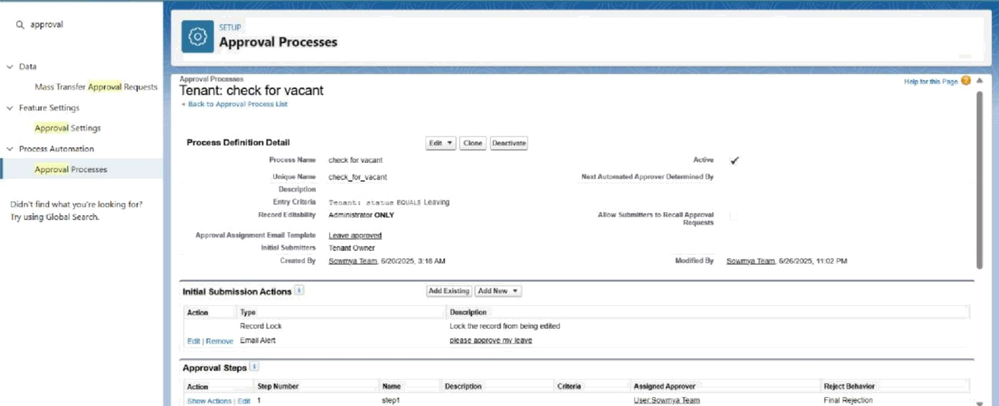 approval
Data
Mass Transfer Approval Requests
Feature Settings
Approval Settings
Process Automation
Approval Processes
Didn't find what you're looking for?
Try using Global Search.
SETUP
Approval Processes
Approval Processes
Help for this Page ?
Tenant: check for vacant
« Back to Approval Process List
Process Definition Detail Edit Clone Deactivate
Process Name check for vacant Active ✓
Unique Name check_for_vacant Next Automated Approver Determined By
Description
Entry Criteria Tenant: status EQUALS Leaving
Record Editability Administrator ONLY Allow Submitters to Recall Approval
Requests
Approval Assignment Email Template Leave approved
Initial Submitters Tenant Owner
Created By Sowmya Team, 6/20/2025, 3:18 AM Modified By Sowmya Team, 6/26/2025, 11:02 PM
Initial Submission Actions i Add Existing Add New
Action Type Description
Record Lock Lock the record from being edited
Edit | Remove Email Alert please approve my leave
Approval Steps i
Action Step Number Name Description Criteria Assigned Approver Reject Behavior
Show Actions | Edit 1 step1 User:Sowmya Team Final Rejection